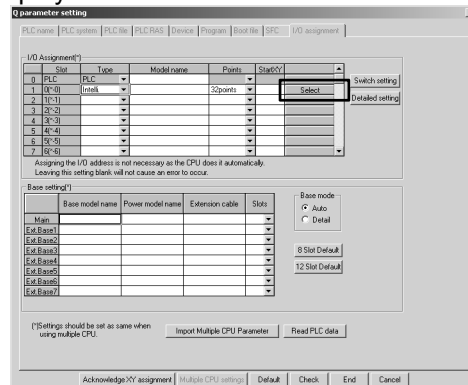 Q parameter setting
PLC name PLC system PLC file PLC RAS Device Program Boot file SFC I/O assignment
I/O Assignment(*)
Slot Type Model name Points StartXY
0 PLC PLC
1 0(*-0) Intelli. 32points Select
2 1(*-1)
3 2(*-2)
4 3(*-3)
5 4(*-4)
6 5(*-5)
7 6(*-6)
Switch setting
Detailed setting
Assigning the I/O address is not necessary as the CPU does it automatically.
Leaving this setting blank will not cause an error to occur.
Base setting(*)
Base model name Power model name Extension cable Slots
Main
Ext.Base1
Ext.Base2
Ext.Base3
Ext.Base4
Ext.Base5
Ext.Base6
Ext.Base7
Base mode
Auto
Detail
8 Slot Default
12 Slot Default
(*)Settings should be set as same when
using multiple CPU.
Import Multiple CPU Parameter Read PLC data
Acknowledge XY assignment Multiple CPU settings Default Check End Cancel